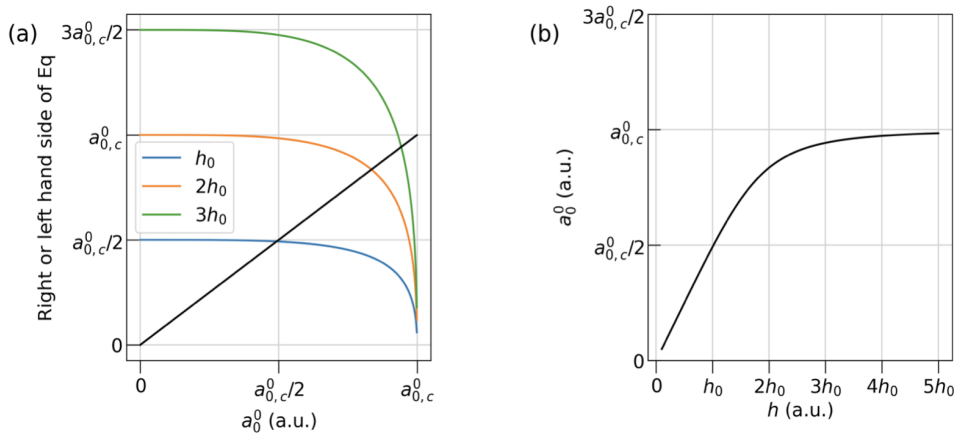 (a)
Right or left hand side of Eq
3a⁰₀,c/2
a⁰₀,c
a⁰₀,c/2
0
h₀
2h₀
3h₀
0 a⁰₀,c/2 a⁰₀,c
a⁰₀ (a.u.)
(b)
a⁰₀ (a.u.)
3a⁰₀,c/2
a⁰₀,c
a⁰₀,c/2
0
0 h₀ 2h₀ 3h₀ 4h₀ 5h₀
h (a.u.)